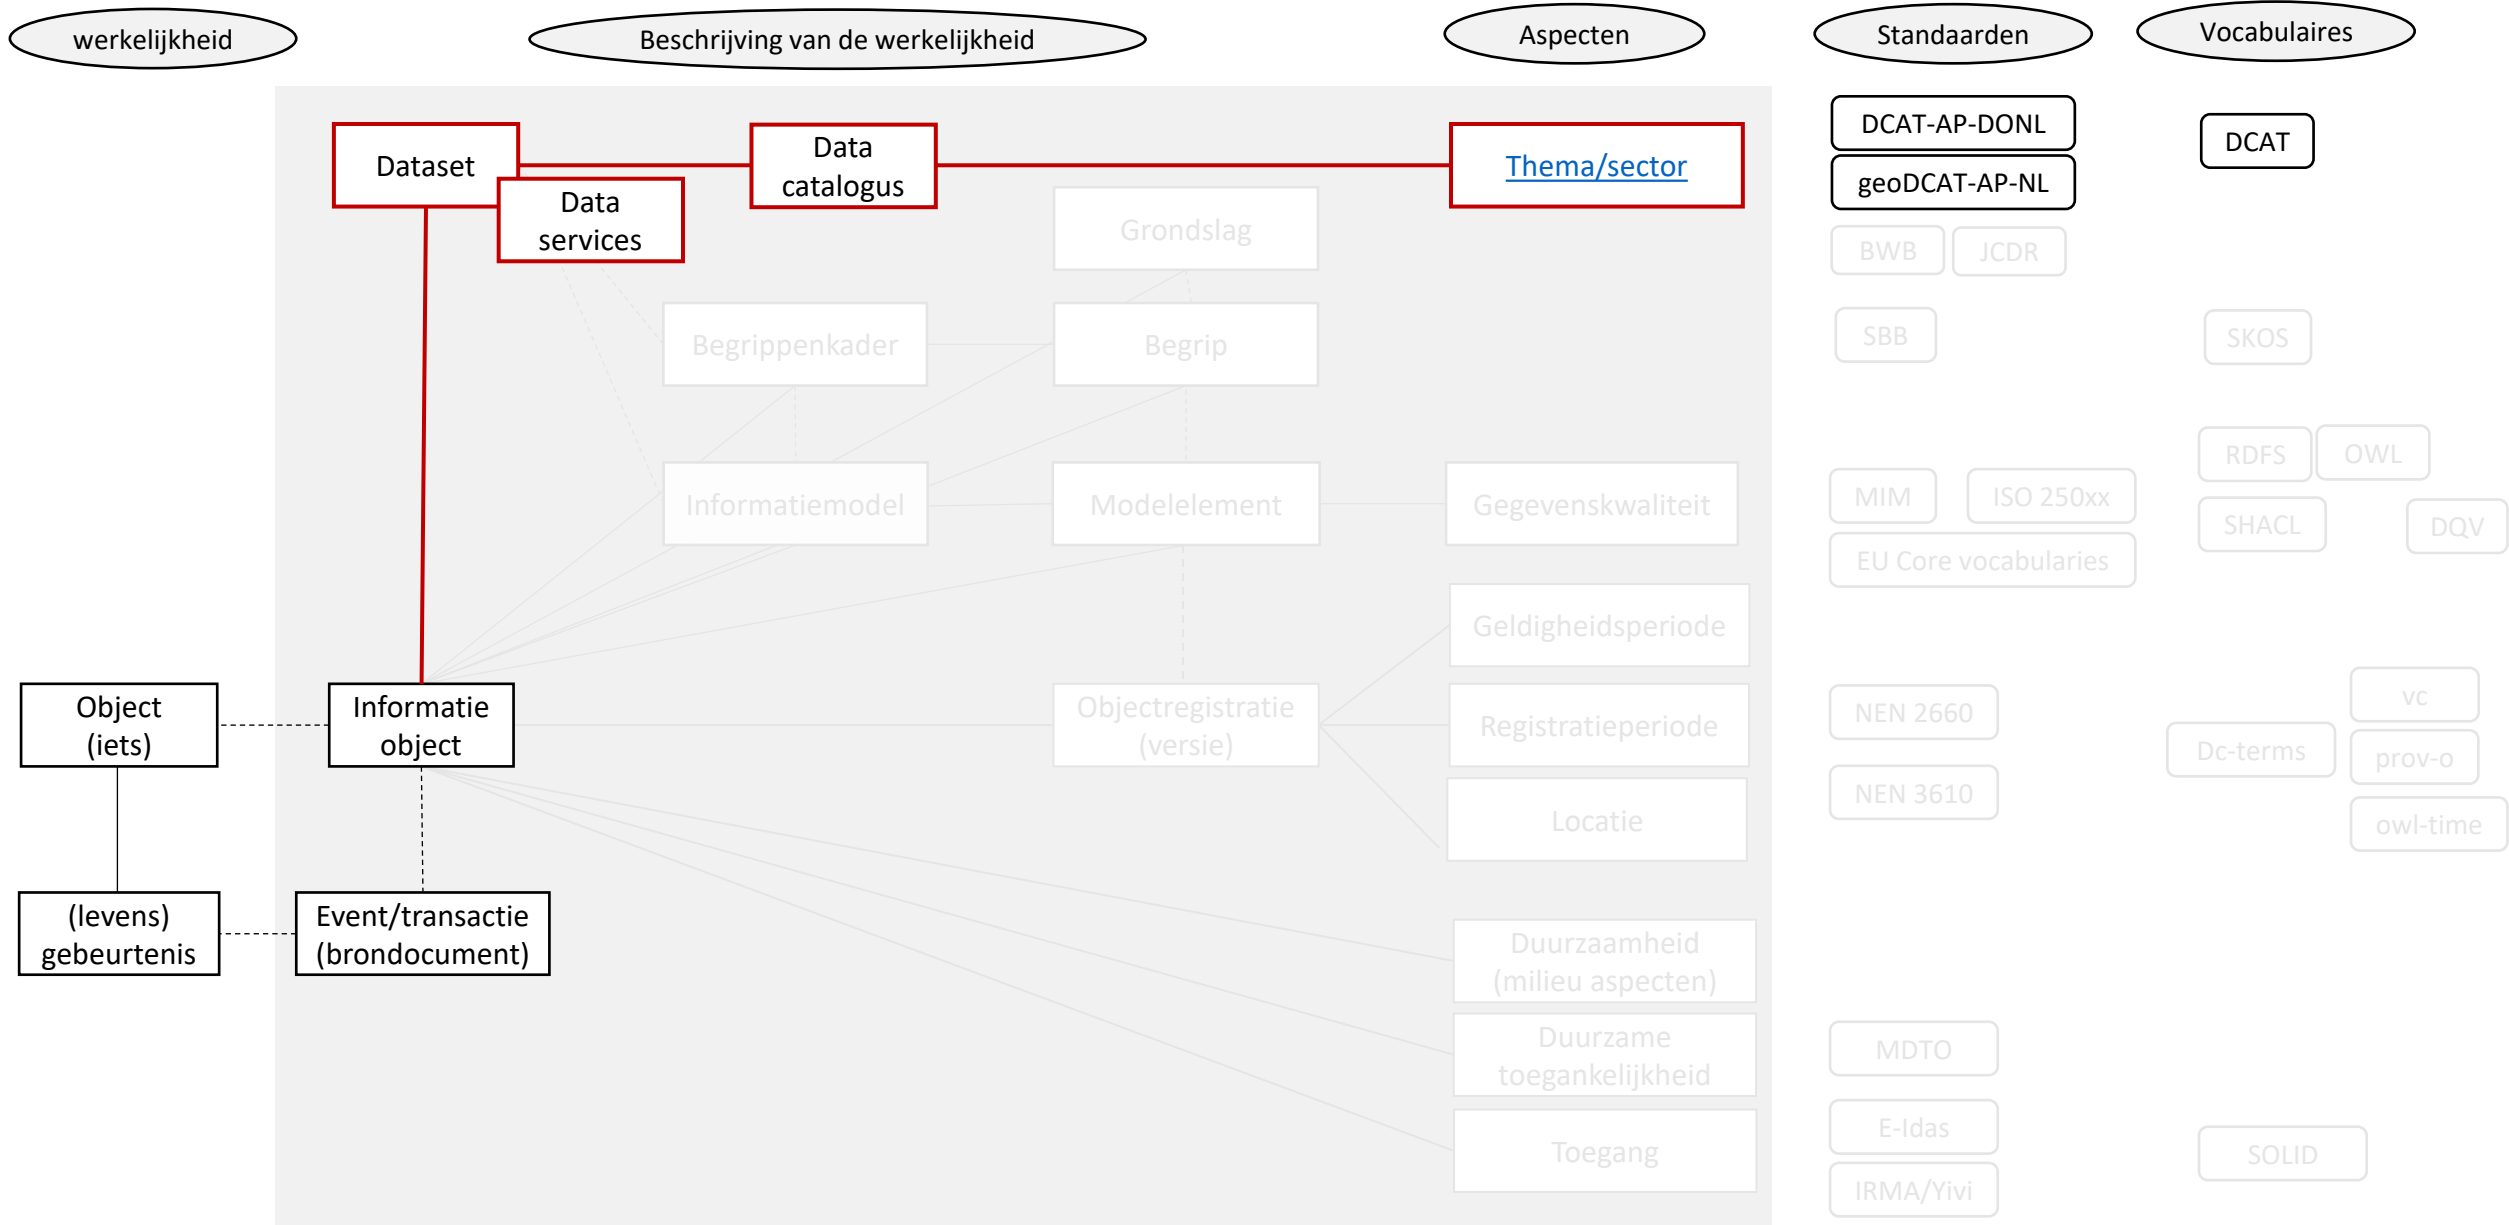 werkelijkheid
Beschrijving van de werkelijkheid
Aspecten
Standaarden
Vocabulaires
Dataset
Data
services
Data
catalogus
Thema/sector
DCAT-AP-DONL
geoDCAT-AP-NL
DCAT
Grondslag
BWB
JCDR
Begrippenkader
Begrip
SBB
SKOS
Informatiemodel
Modelelement
Gegevenskwaliteit
MIM
ISO 250xx
EU Core vocabularies
RDFS
OWL
SHACL
DQV
Geldigheidsperiode
Object
(iets)
Informatie
object
Objectregistratie
(versie)
Registratieperiode
Locatie
NEN 2660
NEN 3610
Dc-terms
vc
prov-o
owl-time
(levens)
gebeurtenis
Event/transactie
(brondocument)
Duurzaamheid
(milieu aspecten)
Duurzame
toegankelijkheid
Toegang
MDTO
E-Idas
IRMA/Yivi
SOLID